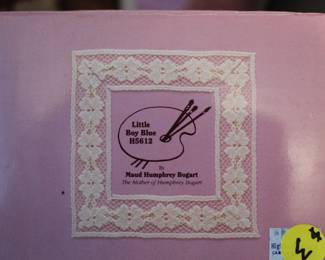 Little
Boy Blue
H5612
By
Maud Humphrey Bogart
The Mother of Humphrey Bogart